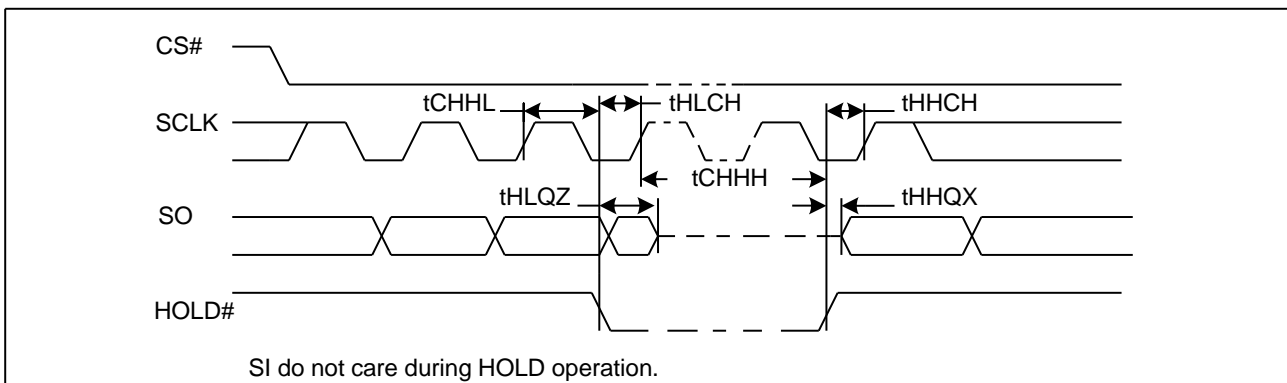 CS#
tCHHL
tHLCH
tHHCH
SCLK
tCHHH
tHLQZ
tHHQX
SO
HOLD#
SI do not care during HOLD operation.